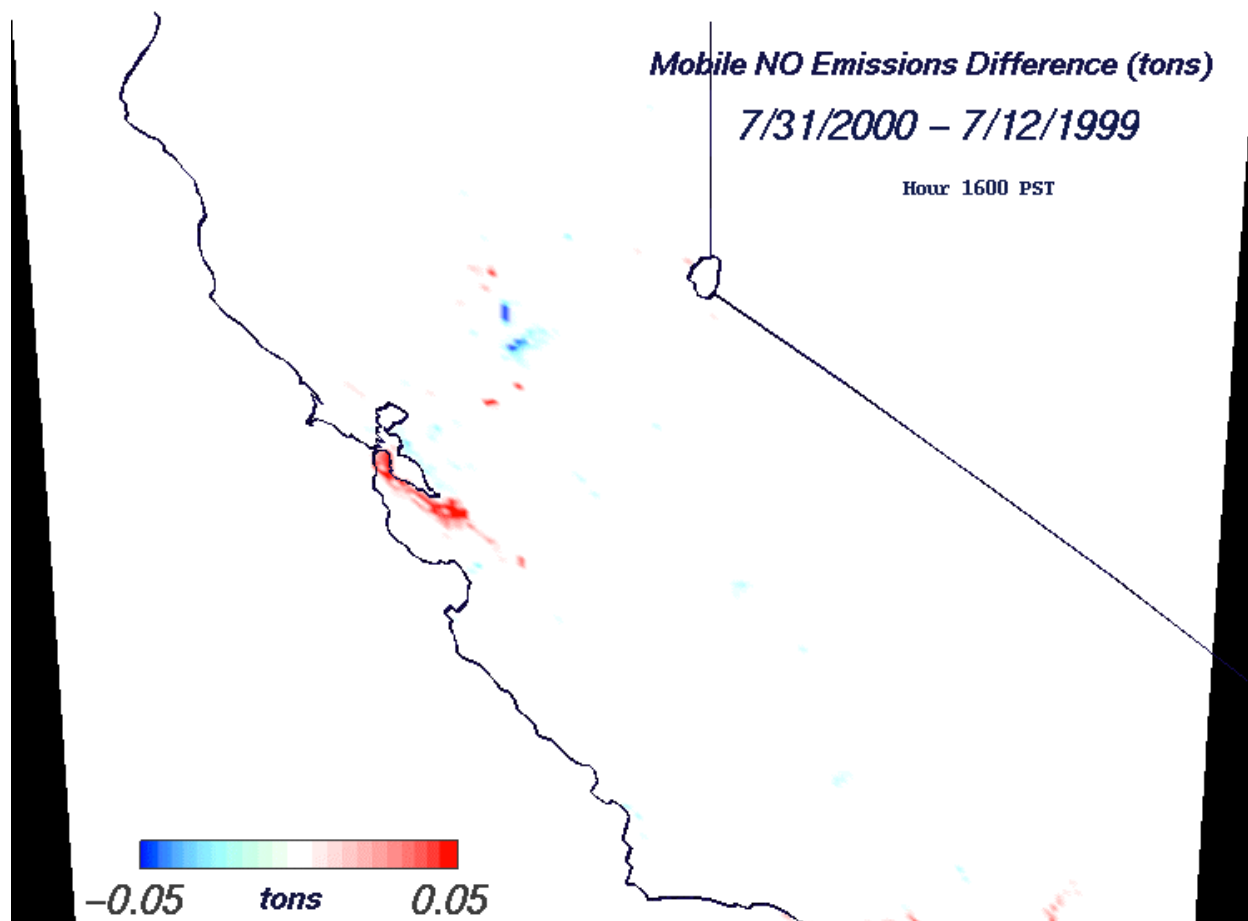 Mobile NO Emissions Difference (tons)
7/31/2000 – 7/12/1999
Hour 1600 PST
−0.05 tons 0.05